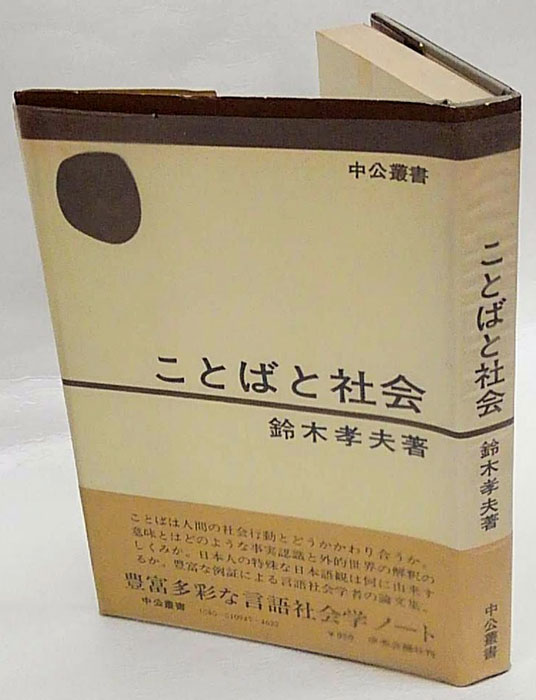 中公叢書
ことばと社会
鈴木孝夫著
ことばは人間の社会行動とどうかかわり合うか。
意味とはどのような事実認識と外的世界の解釈の
しくみか。日本人の特殊な日本語観は何に由来す
るか。豊富な例証による言語社会学者の論文集。
豊富多彩な言語社会学ノート
中公叢書
ことばと社会
鈴木孝夫著
中公叢書